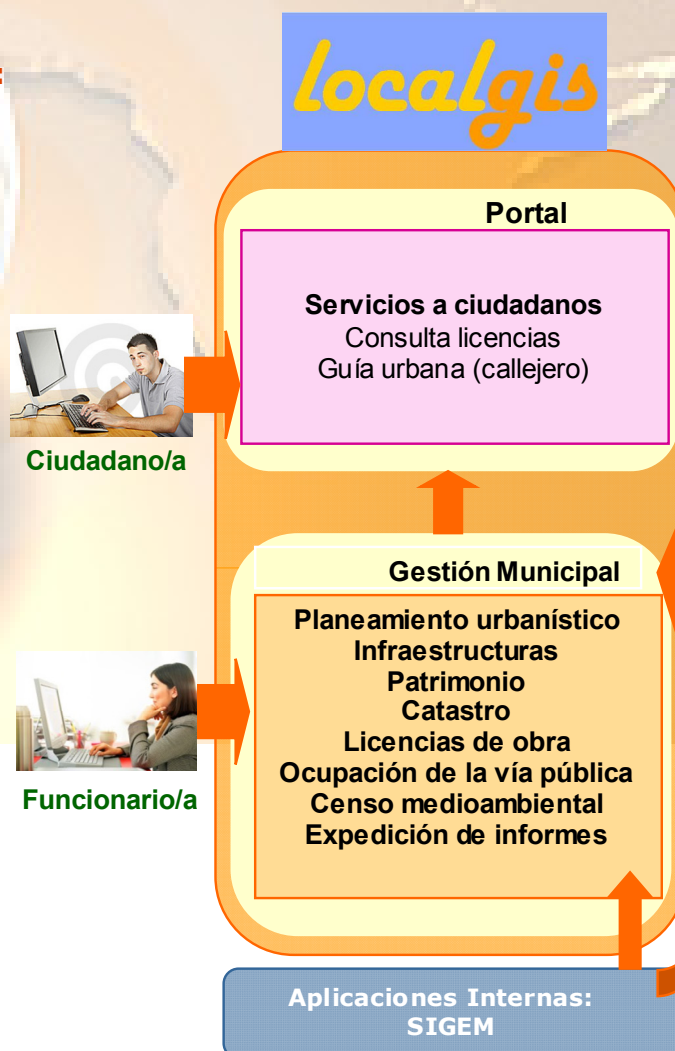 localgis
Portal
Servicios a ciudadanos
Consulta licencias
Guía urbana (callejero)
Ciudadano/a
Gestión Municipal
Planeamiento urbanístico
Infraestructuras
Patrimonio
Catastro
Licencias de obra
Ocupación de la vía pública
Censo medioambiental
Expedición de informes
Funcionario/a
Aplicaciones Internas:
SIGEM